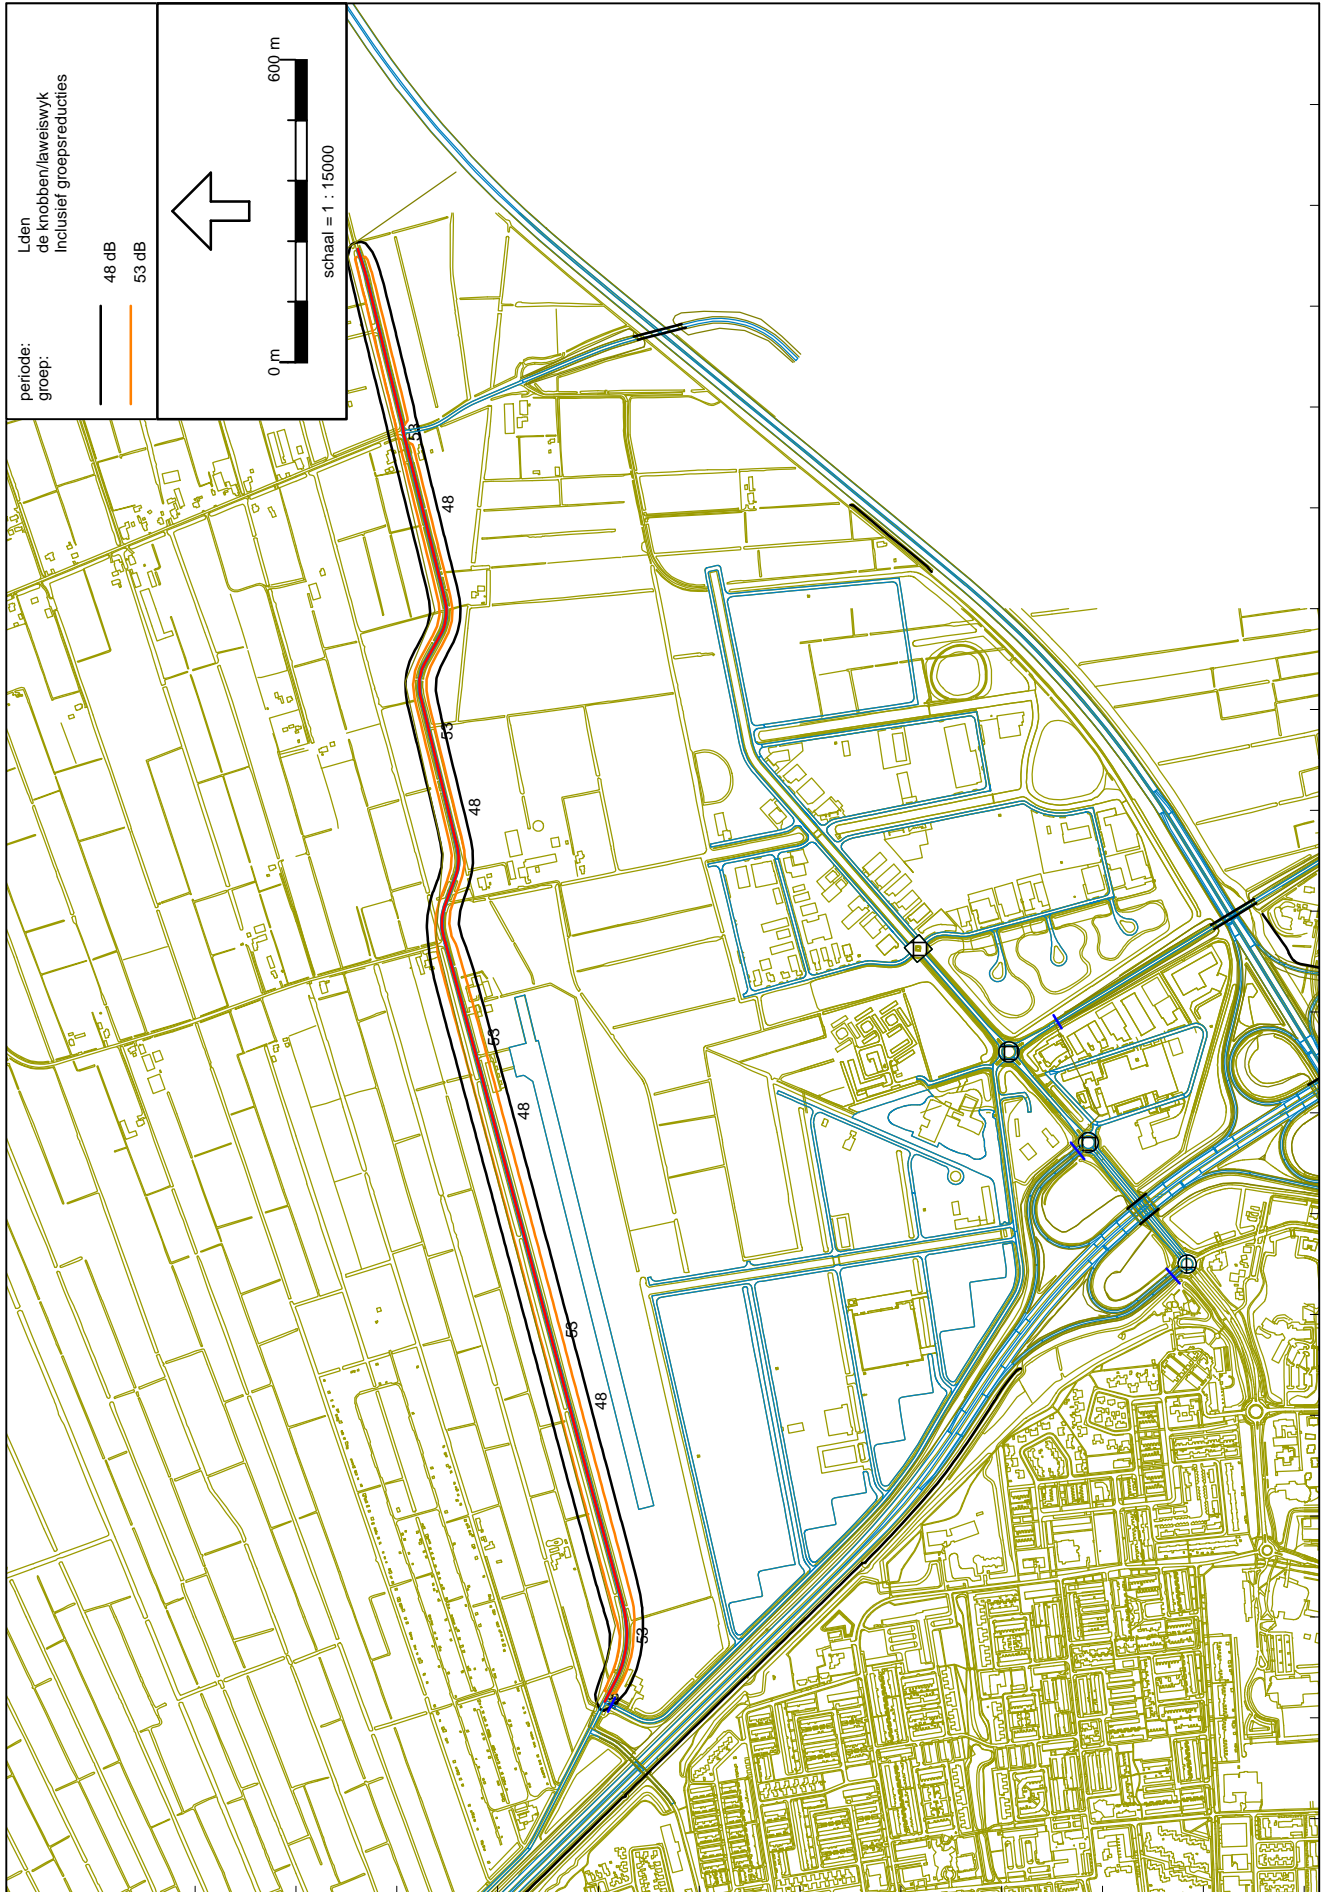 periode: Lden
groep: de knobben/laweiswyk
Inclusief groepsreducties
48 dB
53 dB
0 m 600 m
schaal = 1 : 15000
53
48
53
48
53
48
53
48
53